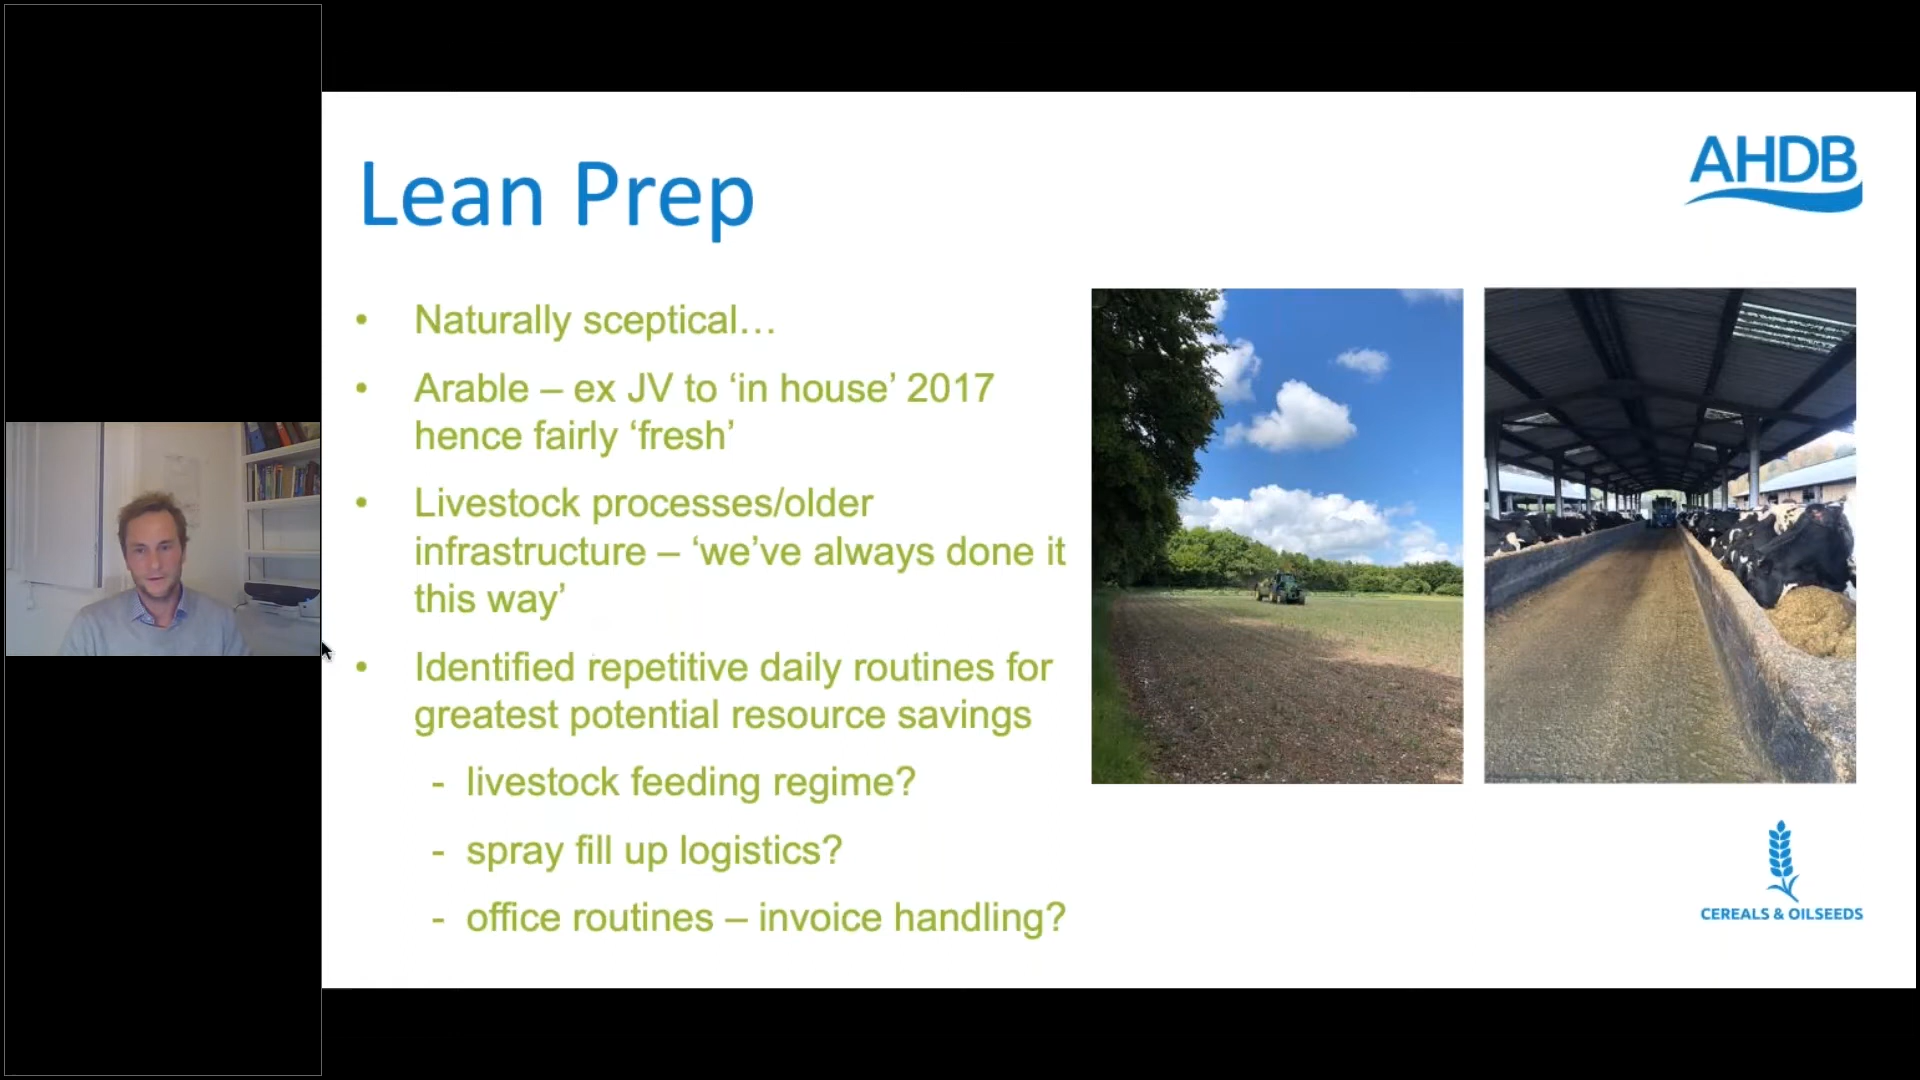 Lean Prep
AHDB
• Naturally sceptical…
• Arable – ex JV to ‘in house’ 2017
hence fairly ‘fresh’
• Livestock processes/older
infrastructure – ‘we’ve always done it
this way’
• Identified repetitive daily routines for
greatest potential resource savings
- livestock feeding regime?
- spray fill up logistics?
- office routines – invoice handling?
CEREALS & OILSEEDS